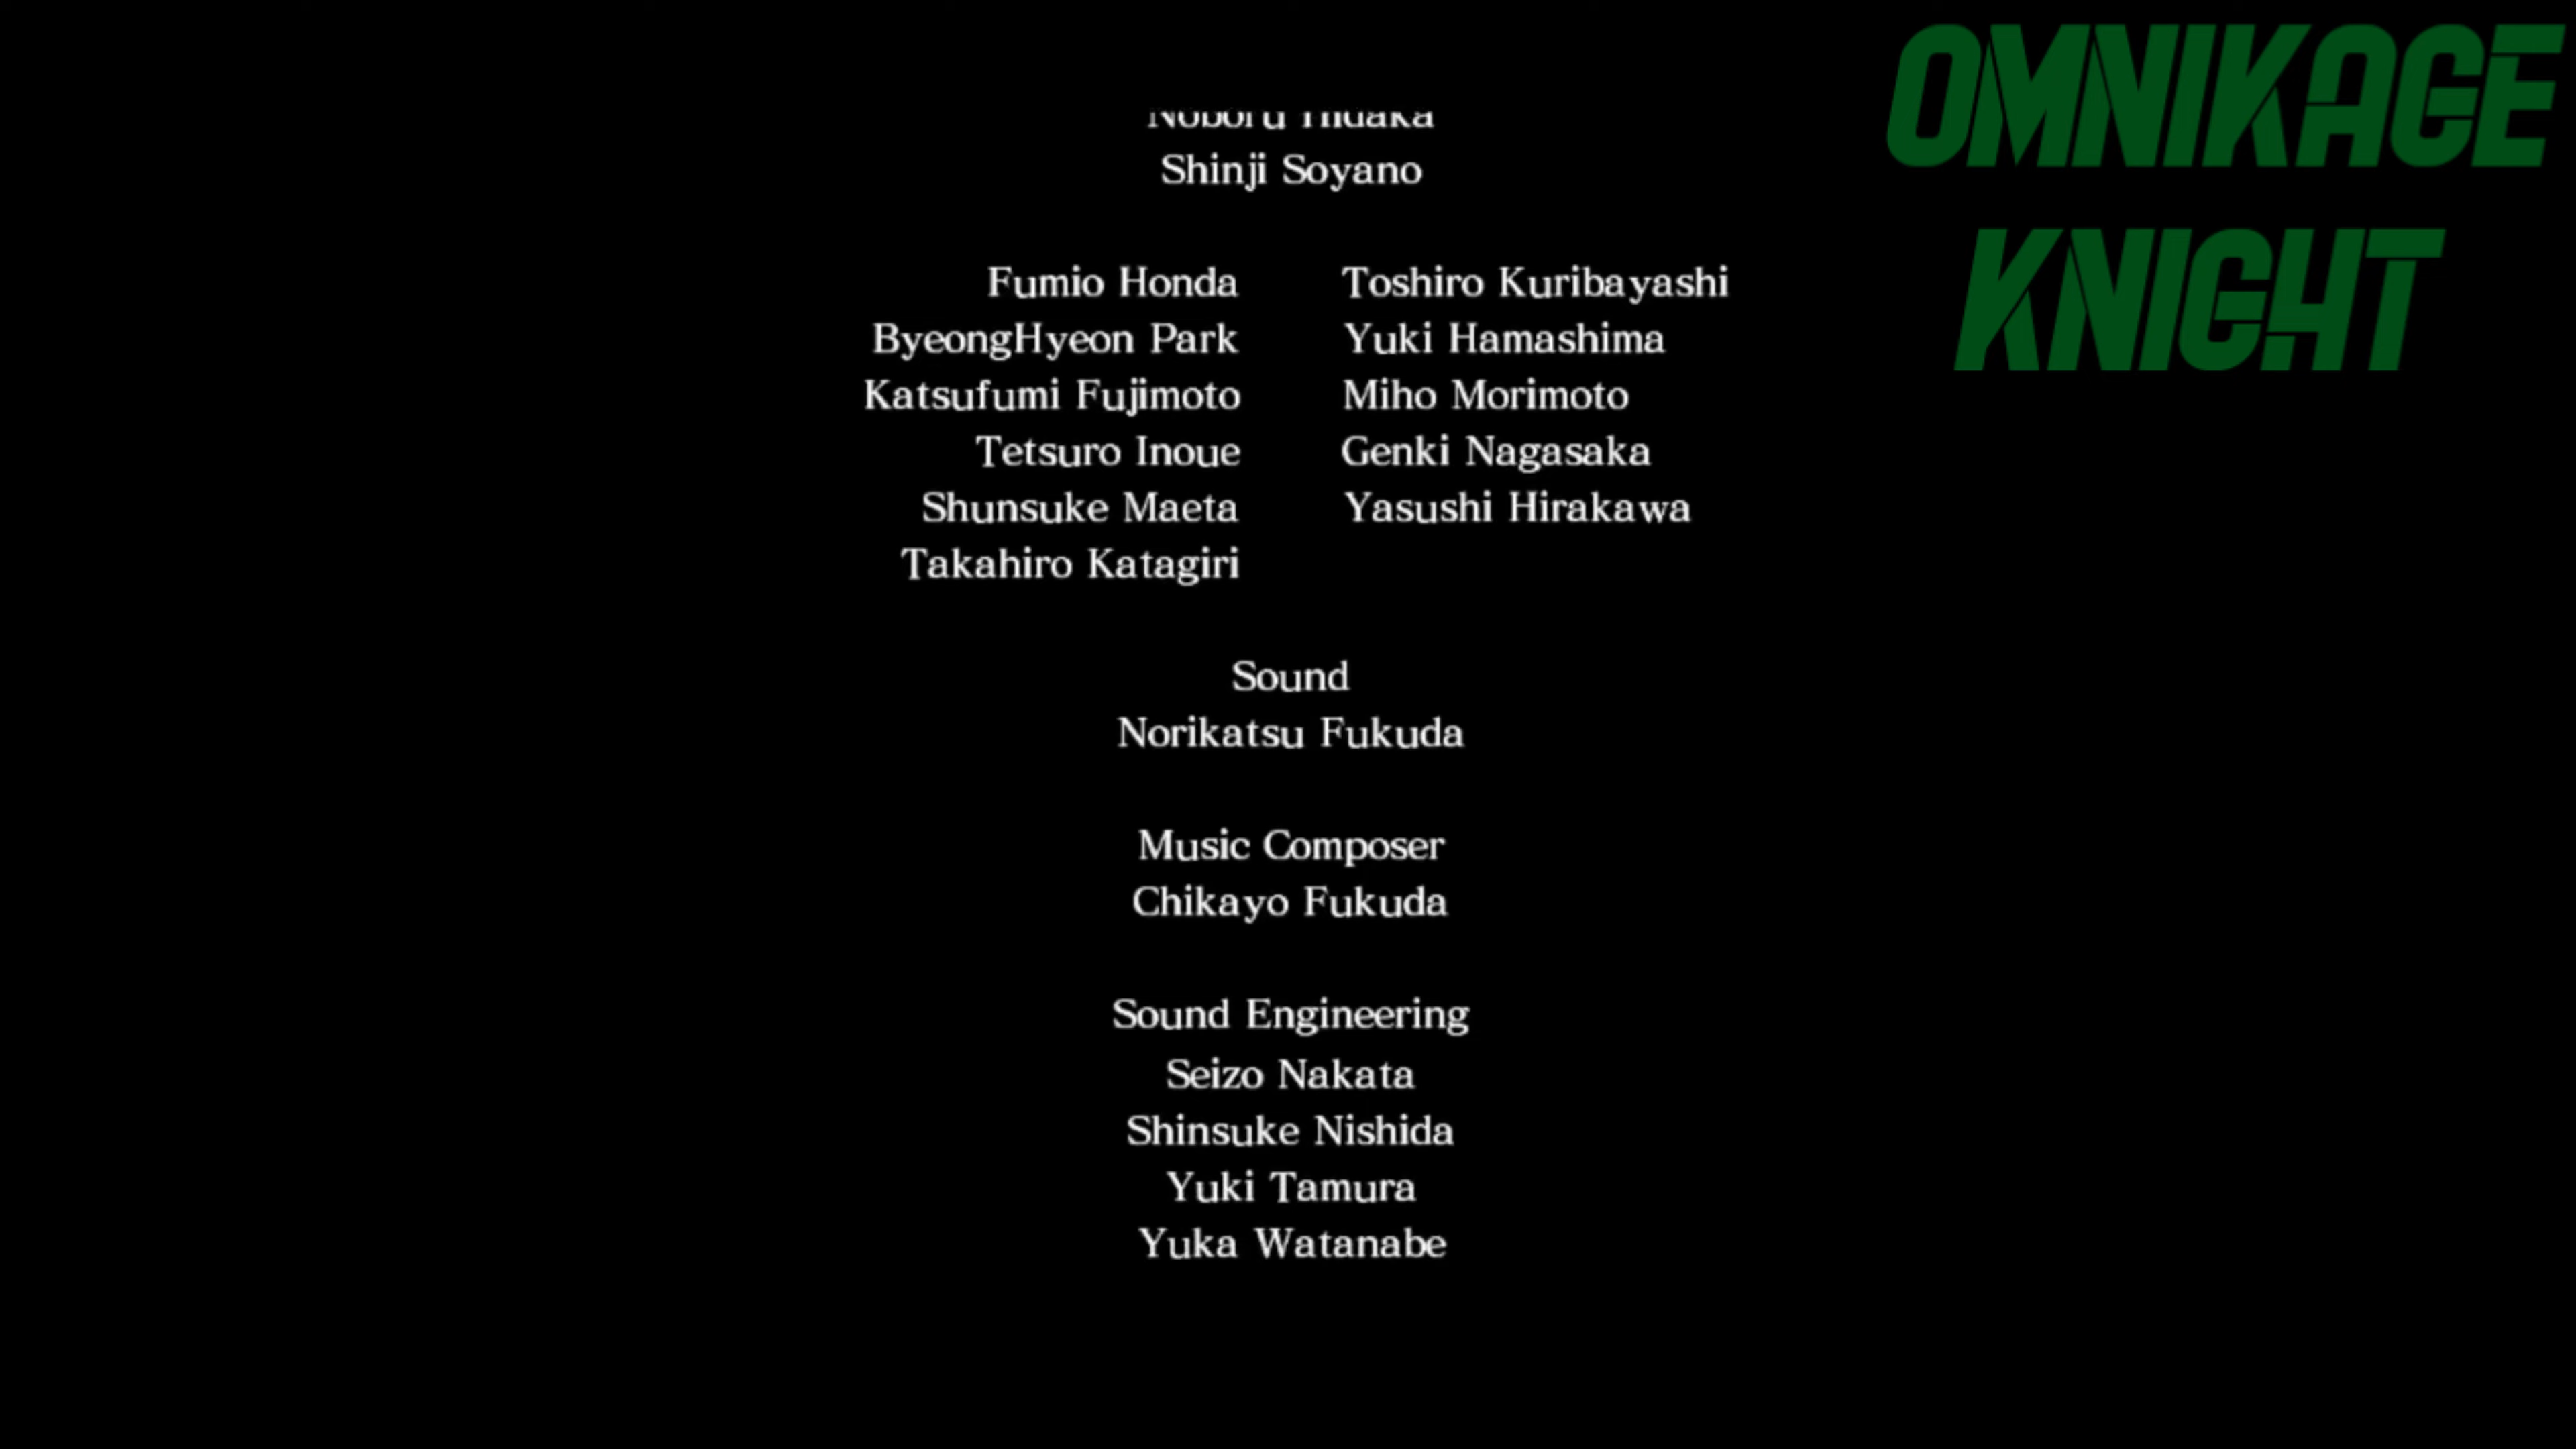 Shinji Soyano
Fumio Honda Toshiro Kuribayashi
ByeongHyeon Park Yuki Hamashima
Katsufumi Fujimoto Miho Morimoto
Tetsuro Inoue Genki Nagasaka
Shunsuke Maeta Yasushi Hirakawa
Takahiro Katagiri
Sound
Norikatsu Fukuda
Music Composer
Chikayo Fukuda
Sound Engineering
Seizo Nakata
Shinsuke Nishida
Yuki Tamura
Yuka Watanabe
OMNIKAGE
KNIGHT